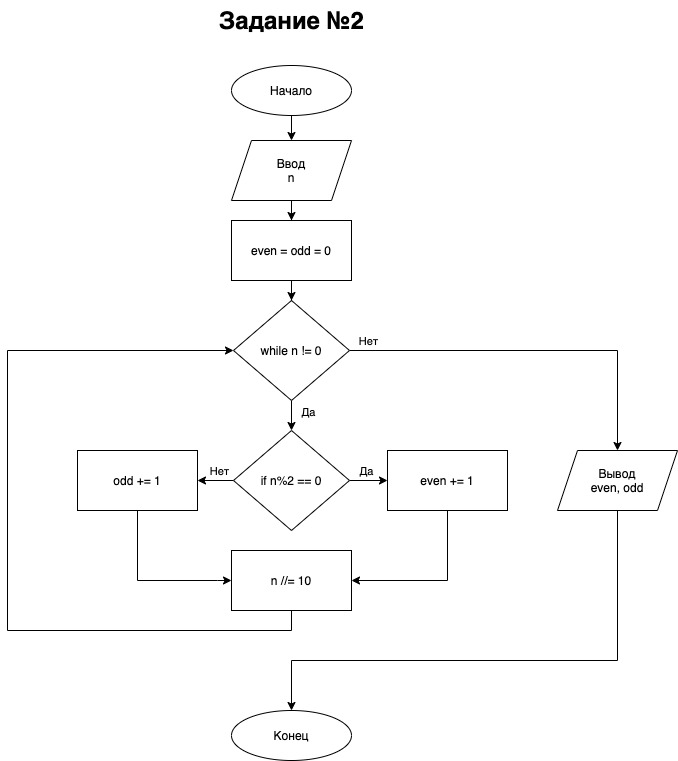 Задание №2
Начало
Ввод
n
even = odd = 0
while n != 0
Нет
Да
odd += 1
Нет
if n%2 == 0
Да
even += 1
Вывод
even, odd
n //= 10
Конец